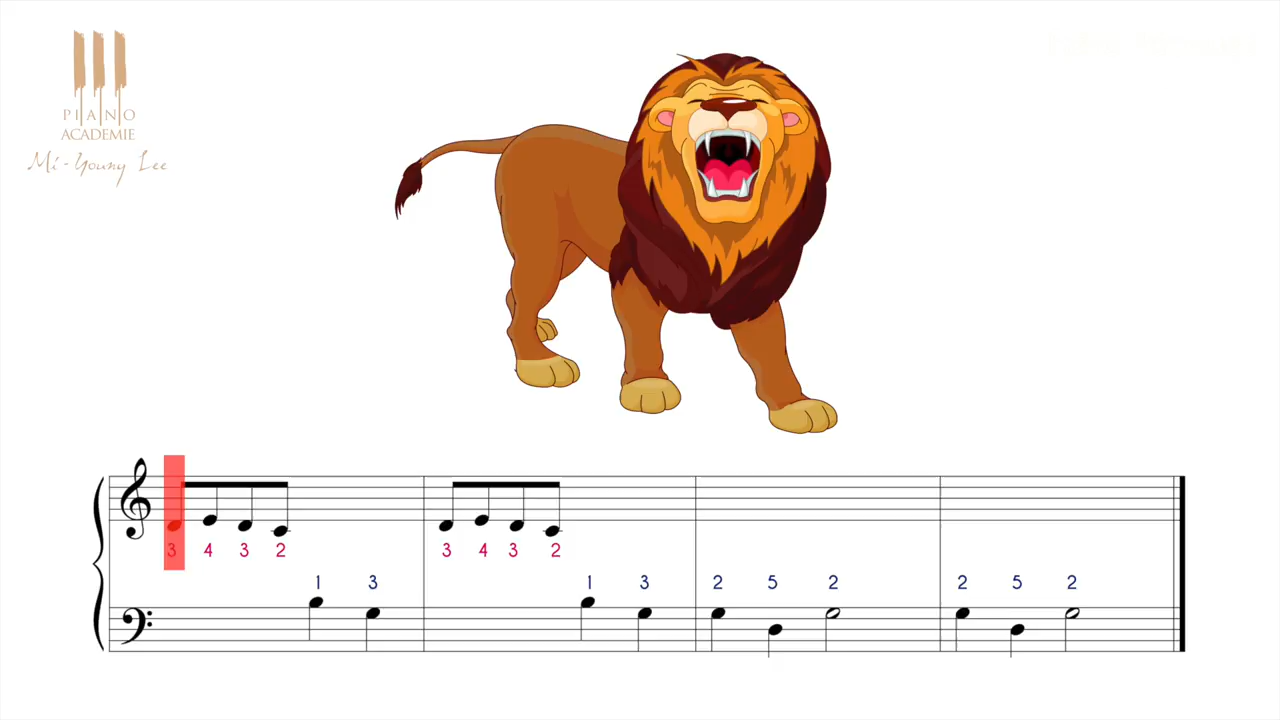 PIANO
ACADEMIE
Mi-Young Lee
3 4 3 2 3 4 3 2
1 3 1 3 2 5 2 2 5 2